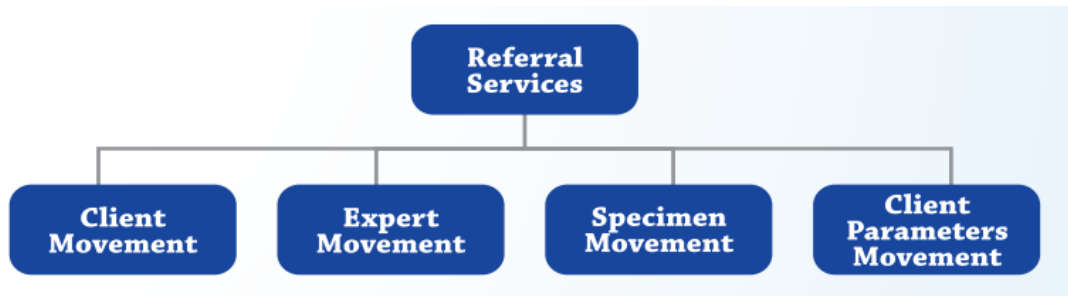 Referral
Services
Client
Movement
Expert
Movement
Specimen
Movement
Client
Parameters
Movement